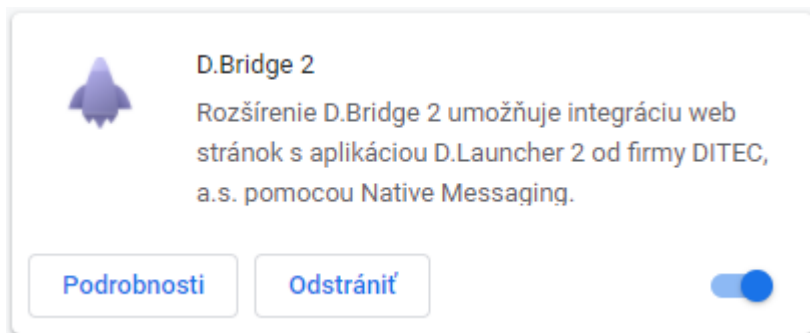 D.Bridge 2
Rozšírenie D.Bridge 2 umožňuje integráciu web
stránok s aplikáciou D.Launcher 2 od firmy DITEC,
a.s. pomocou Native Messaging.
Podrobnosti Odstrániť